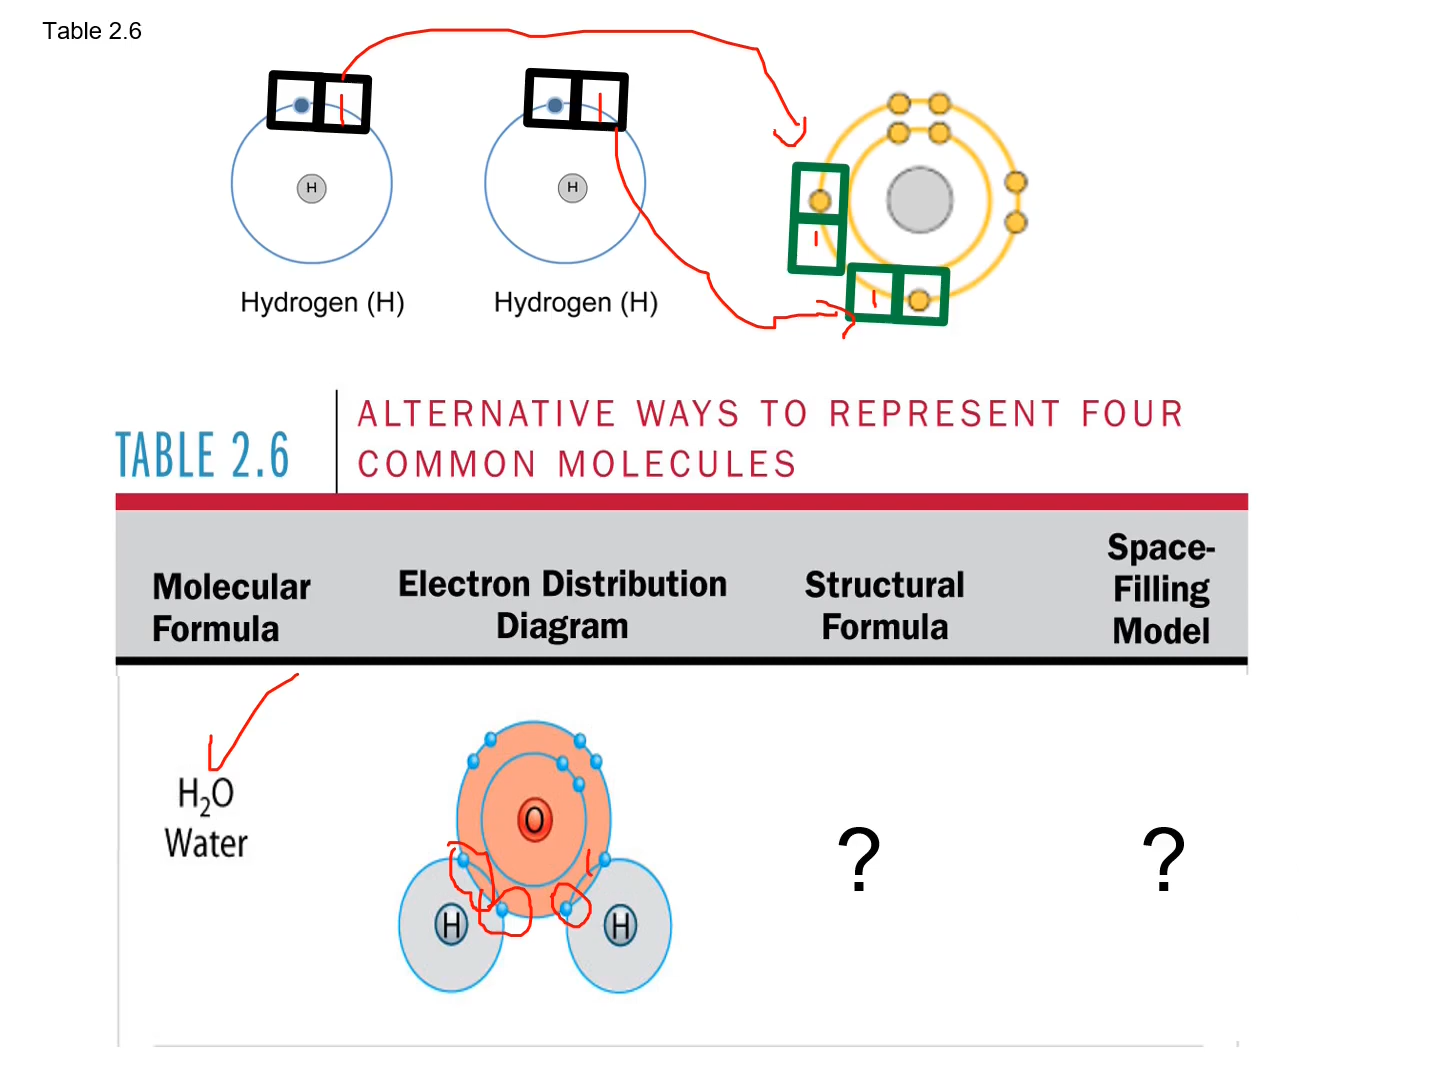 Table 2.6
H
H
Hydrogen (H)
Hydrogen (H)
TABLE 2.6
ALTERNATIVE WAYS TO REPRESENT FOUR
COMMON MOLECULES
Molecular
Formula
Electron Distribution
Diagram
Structural
Formula
Space-
Filling
Model
H₂O
Water
O
H
H
?
?